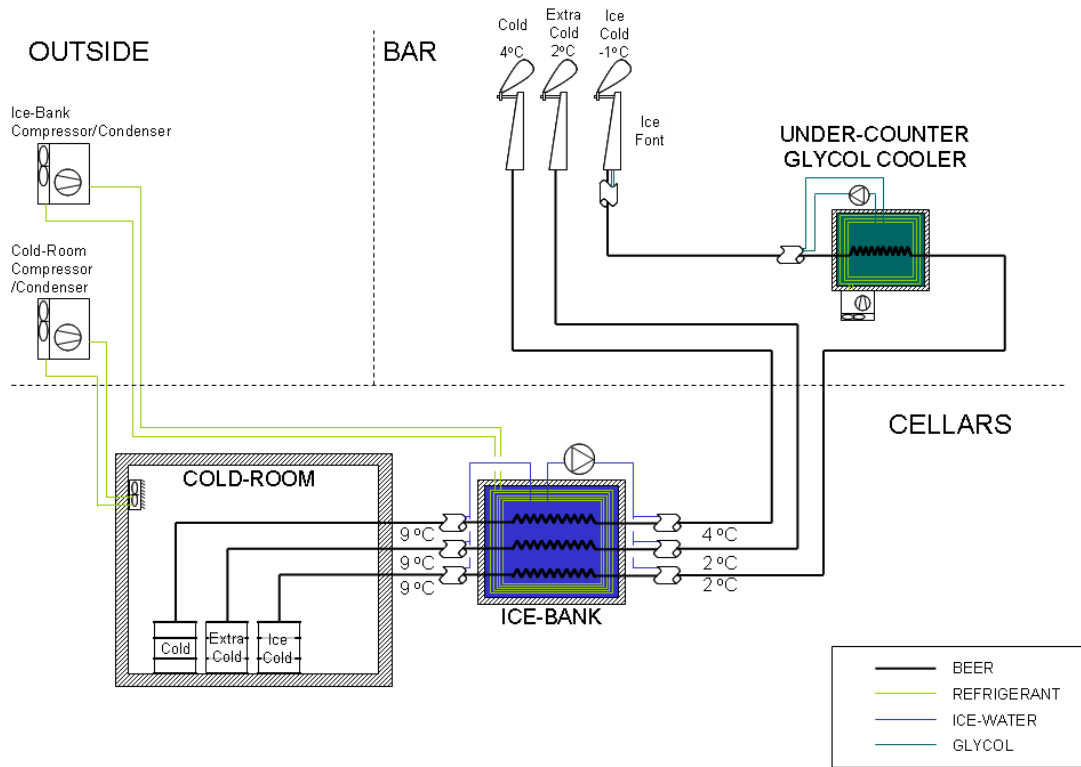 OUTSIDE
BAR
Cold
4ºC
Extra
Cold
2ºC
Ice
Cold
-1ºC
Ice
Font
Ice-Bank
Compressor/Condenser
UNDER-COUNTER
GLYCOL COOLER
Cold-Room
Compressor
/Condenser
CELLARS
COLD-ROOM
9 ºC
9 ºC
9 ºC
4 ºC
2 ºC
2 ºC
ICE-BANK
Cold
Extra
Cold
Ice
Cold
BEER
REFRIGERANT
ICE-WATER
GLYCOL